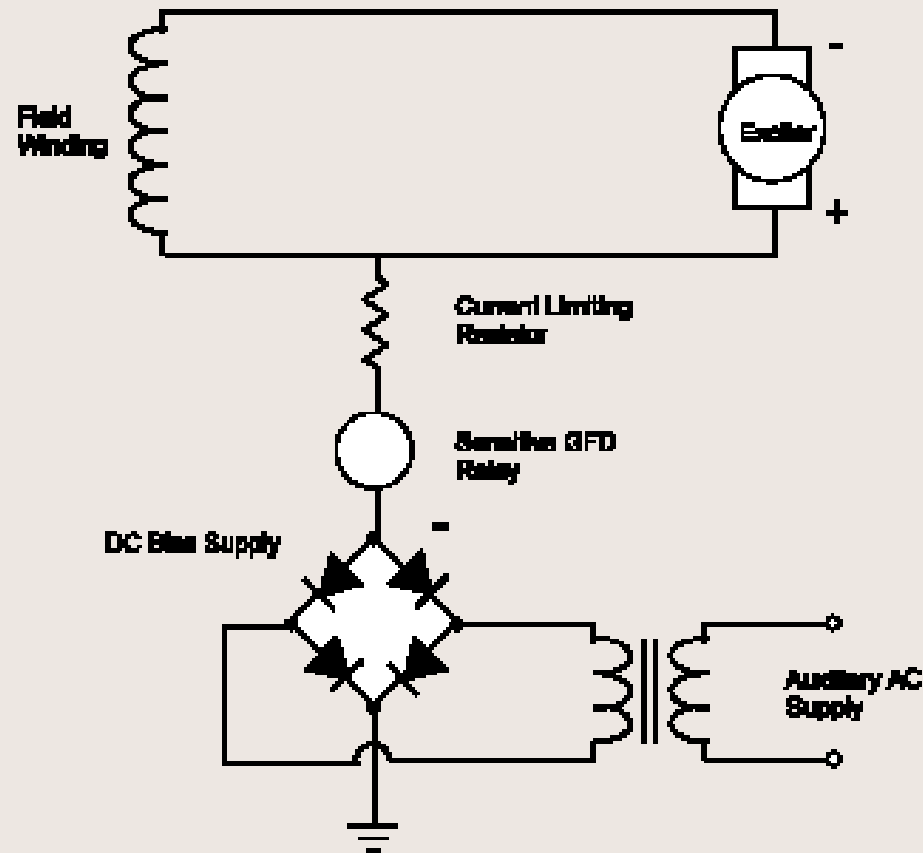 -
Field
Winding
Exciter
+
Current Limiting
Resistor
Sensitive GFD
Relay
-
DC Bias Supply
Auxiliary AC
Supply